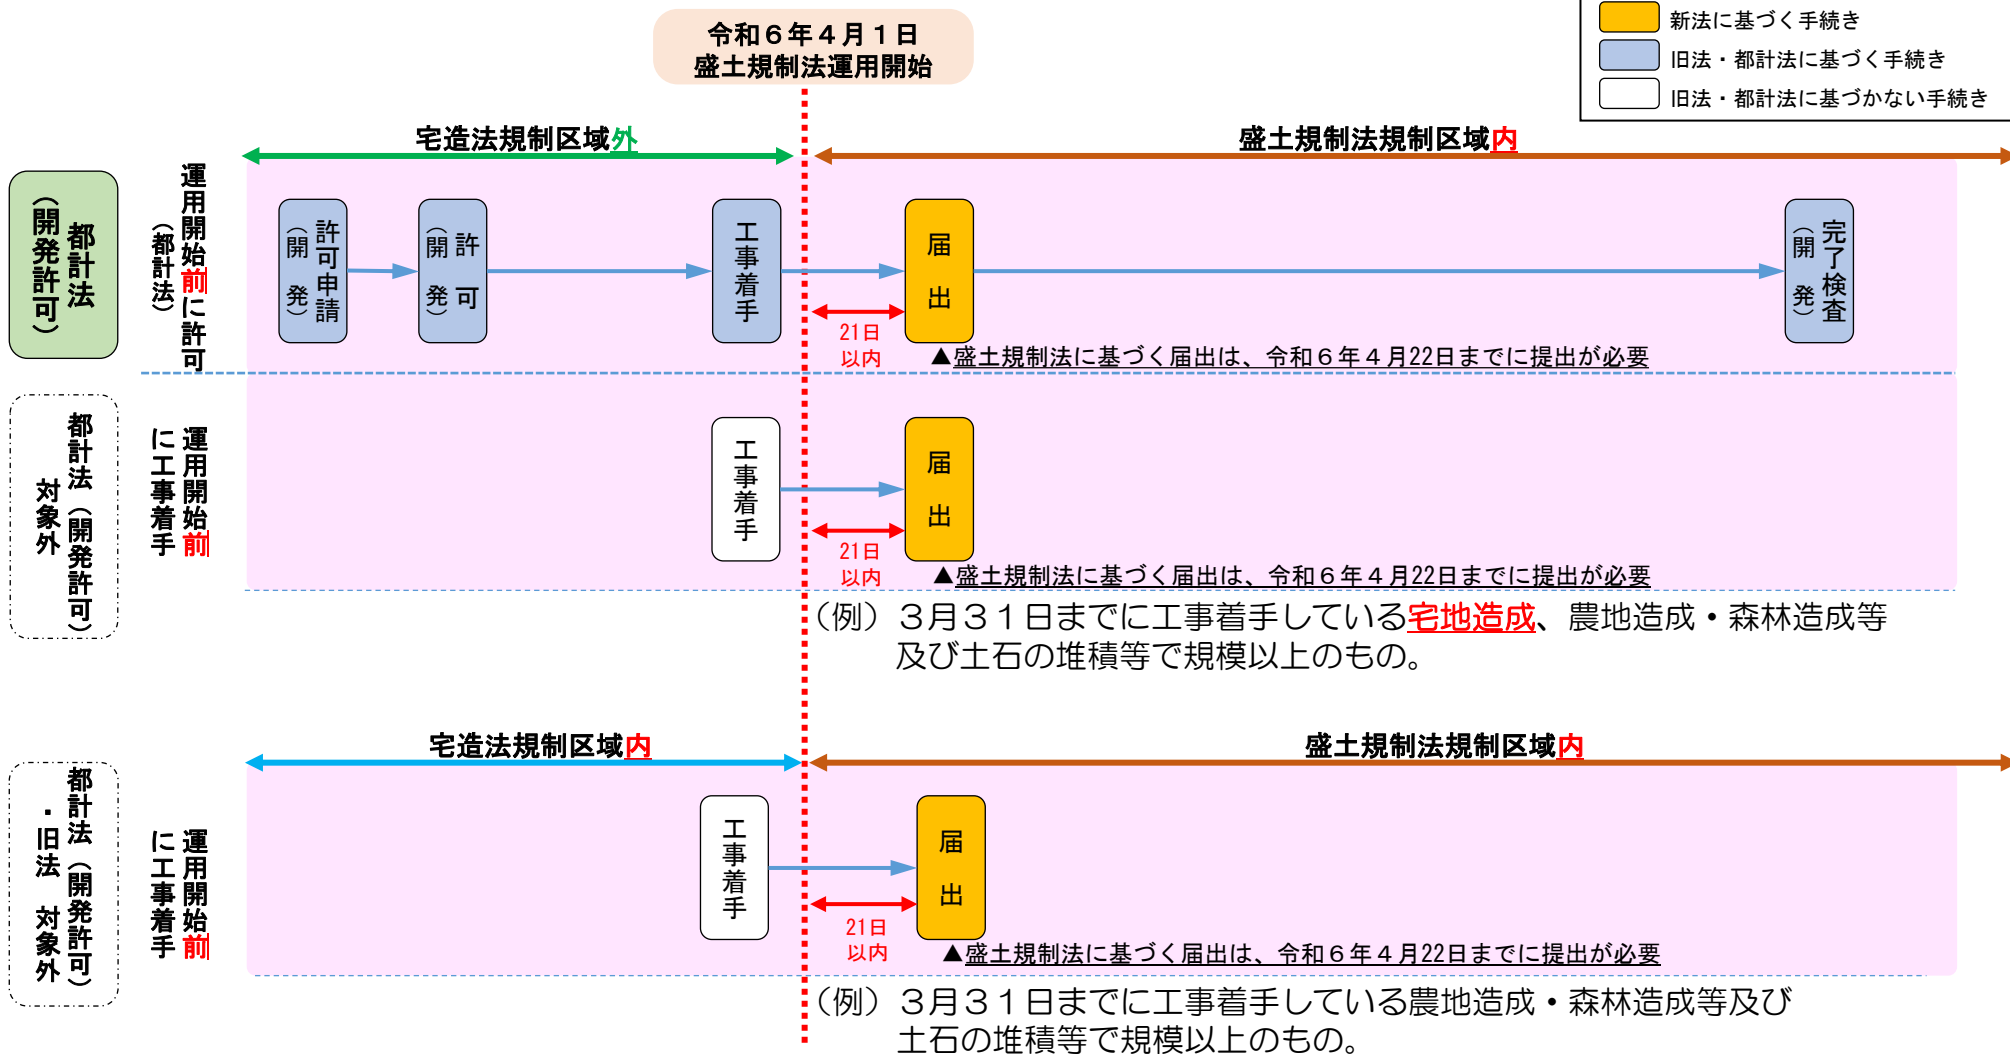 新法に基づく手続き
旧法・都計法に基づく手続き
旧法・都計法に基づかない手続き
令和６年４月１日
盛土規制法運用開始
宅造法規制区域外
盛土規制法規制区域内
都計法
（開発許可）
運用開始前に許可
（都計法）
許可申請
（開発）
許可
（開発）
工事着手
届出
完了検査
（開発）
21日
以内
▲盛土規制法に基づく届出は、令和６年４月22日までに提出が必要
都計法（開発許可）
対象外
運用開始前
に工事着手
工事着手
届出
21日
以内
▲盛土規制法に基づく届出は、令和６年４月22日までに提出が必要
（例）３月３１日までに工事着手している宅地造成、農地造成・森林造成等
及び土石の堆積等で規模以上のもの。
宅造法規制区域内
盛土規制法規制区域内
都計法（開発許可）
・旧法　対象外
運用開始前
に工事着手
工事着手
届出
21日
以内
▲盛土規制法に基づく届出は、令和６年４月22日までに提出が必要
（例）３月３１日までに工事着手している農地造成・森林造成等及び
土石の堆積等で規模以上のもの。